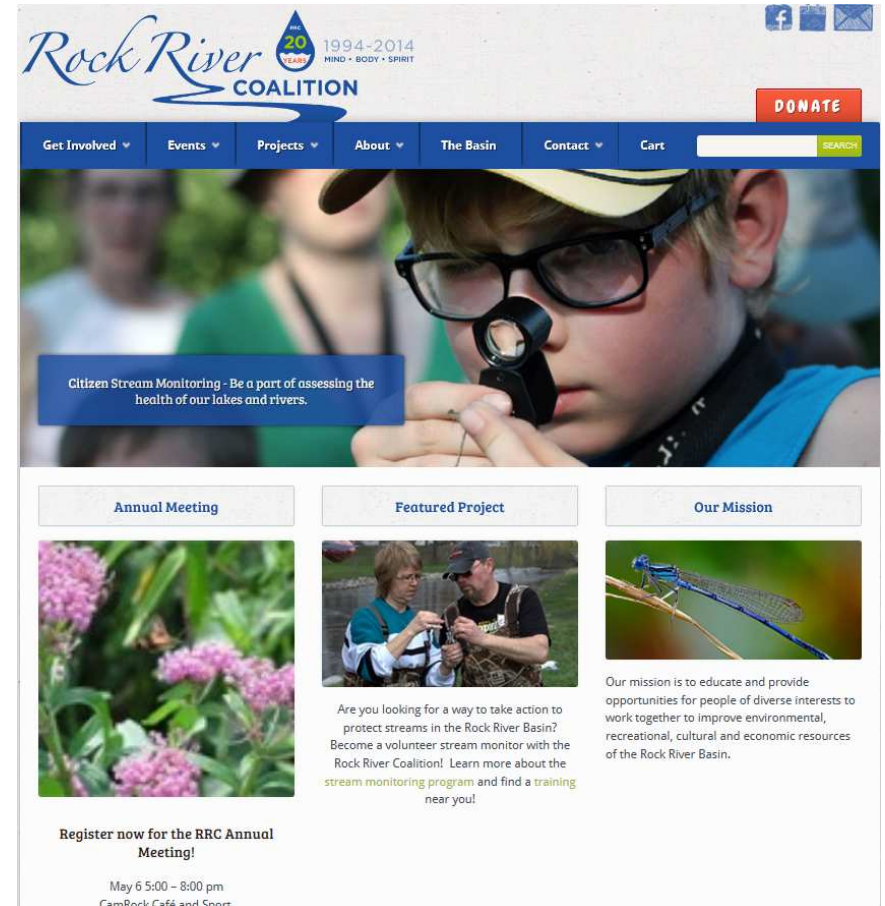 Rock River
COALITION
RRC
20
YEARS
1994-2014
MIND • BODY • SPIRIT
DONATE
Get Involved Events Projects About The Basin Contact Cart SEARCH
Citizen Stream Monitoring - Be a part of assessing the
health of our lakes and rivers.
Annual Meeting
Featured Project
Our Mission
Are you looking for a way to take action to
protect streams in the Rock River Basin?
Become a volunteer stream monitor with the
Rock River Coalition! Learn more about the
stream monitoring program and find a training
near you!
Our mission is to educate and provide
opportunities for people of diverse interests to
work together to improve environmental,
recreational, cultural and economic resources
of the Rock River Basin.
Register now for the RRC Annual
Meeting!
May 6 5:00 – 8:00 pm
CamRock Café and Sport